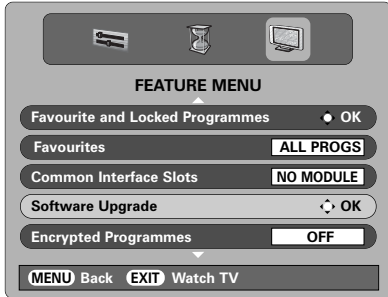 FEATURE MENU
Favourite and Locked Programmes OK
Favourites ALL PROGS
Common Interface Slots NO MODULE
Software Upgrade OK
Encrypted Programmes OFF
MENU Back EXIT Watch TV